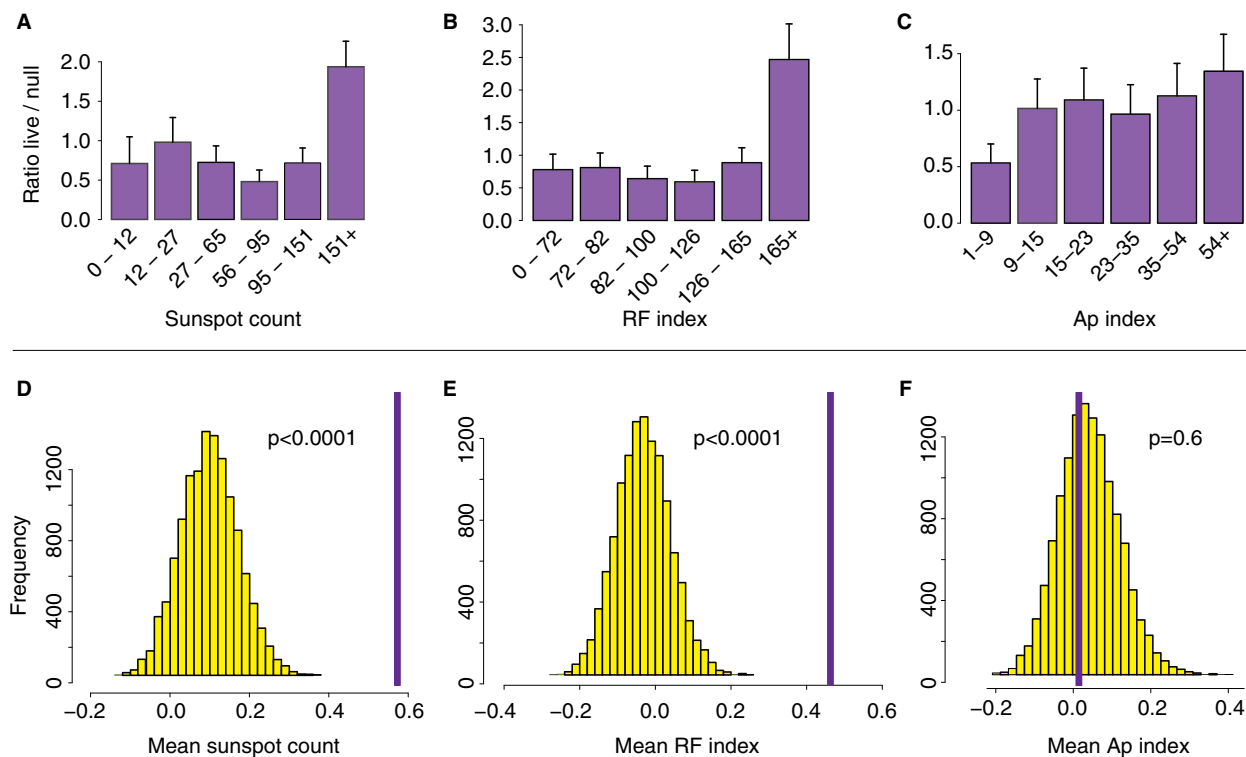 A
Ratio live / null
2.0
1.5
1.0
0.5
0.0
0 – 12
12 – 27
27 – 65
56 – 95
95 – 151
151+
Sunspot count
B
3.0
2.5
2.0
1.5
1.0
0.5
0.0
0 – 72
72 – 82
82 – 100
100 – 126
126 – 165
165+
RF index
C
1.5
1.0
0.5
0.0
1–9
9–15
15–23
23–35
35–54
54+
Ap index
D
p<0.0001
Frequency
1200
800
400
0
−0.2
0.0
0.2
0.4
0.6
Mean sunspot count
E
p<0.0001
1200
800
400
0
−0.4
−0.2
0.0
0.2
0.4
0.6
Mean RF index
F
p=0.6
1200
800
400
0
−0.2
0.0
0.2
0.4
Mean Ap index